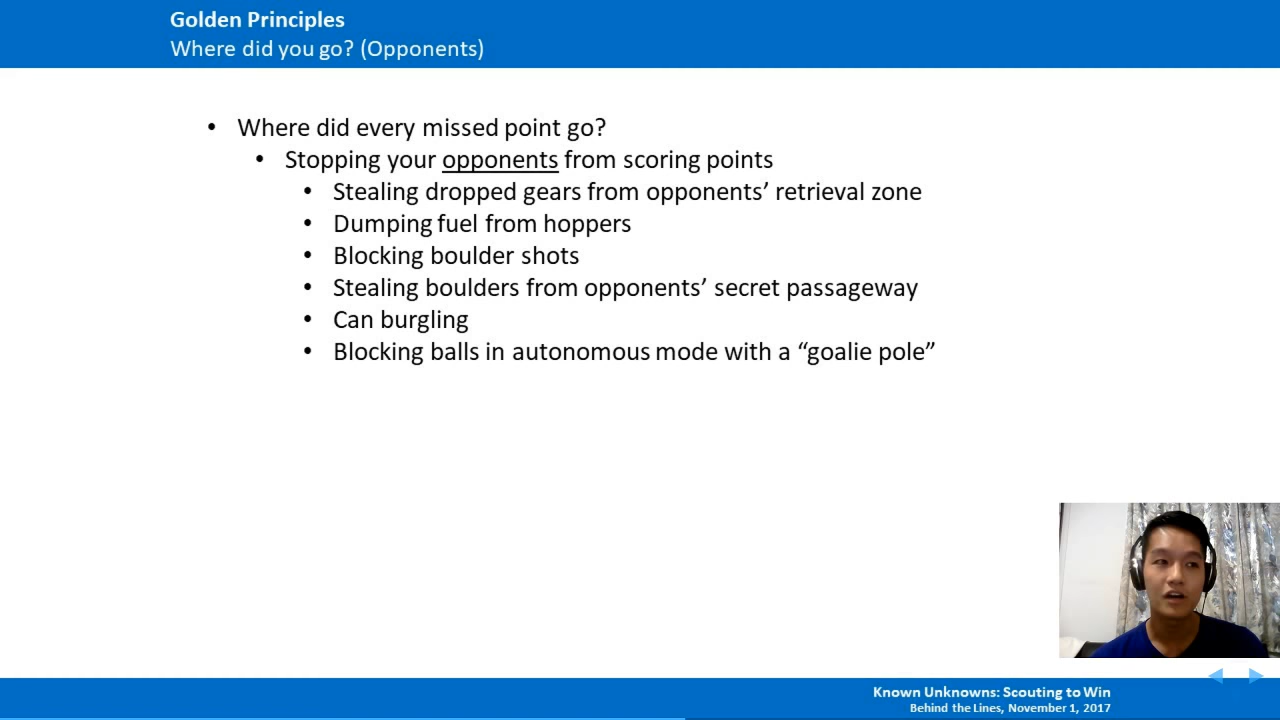 Golden Principles
Where did you go? (Opponents)
• Where did every missed point go?
• Stopping your opponents from scoring points
• Stealing dropped gears from opponents’ retrieval zone
• Dumping fuel from hoppers
• Blocking boulder shots
• Stealing boulders from opponents’ secret passageway
• Can burgling
• Blocking balls in autonomous mode with a “goalie pole”
Known Unknowns: Scouting to Win
Behind the Lines, November 1, 2017